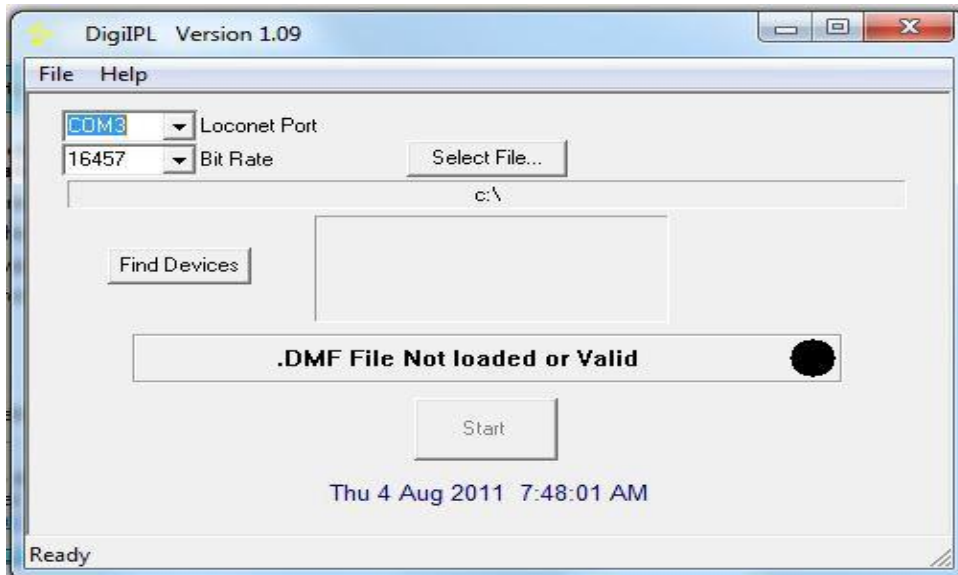 DigiIPL Version 1.09
File Help
COM3 Loconet Port
16457 Bit Rate Select File...
c:\
Find Devices
.DMF File Not loaded or Valid
Start
Thu 4 Aug 2011 7:48:01 AM
Ready